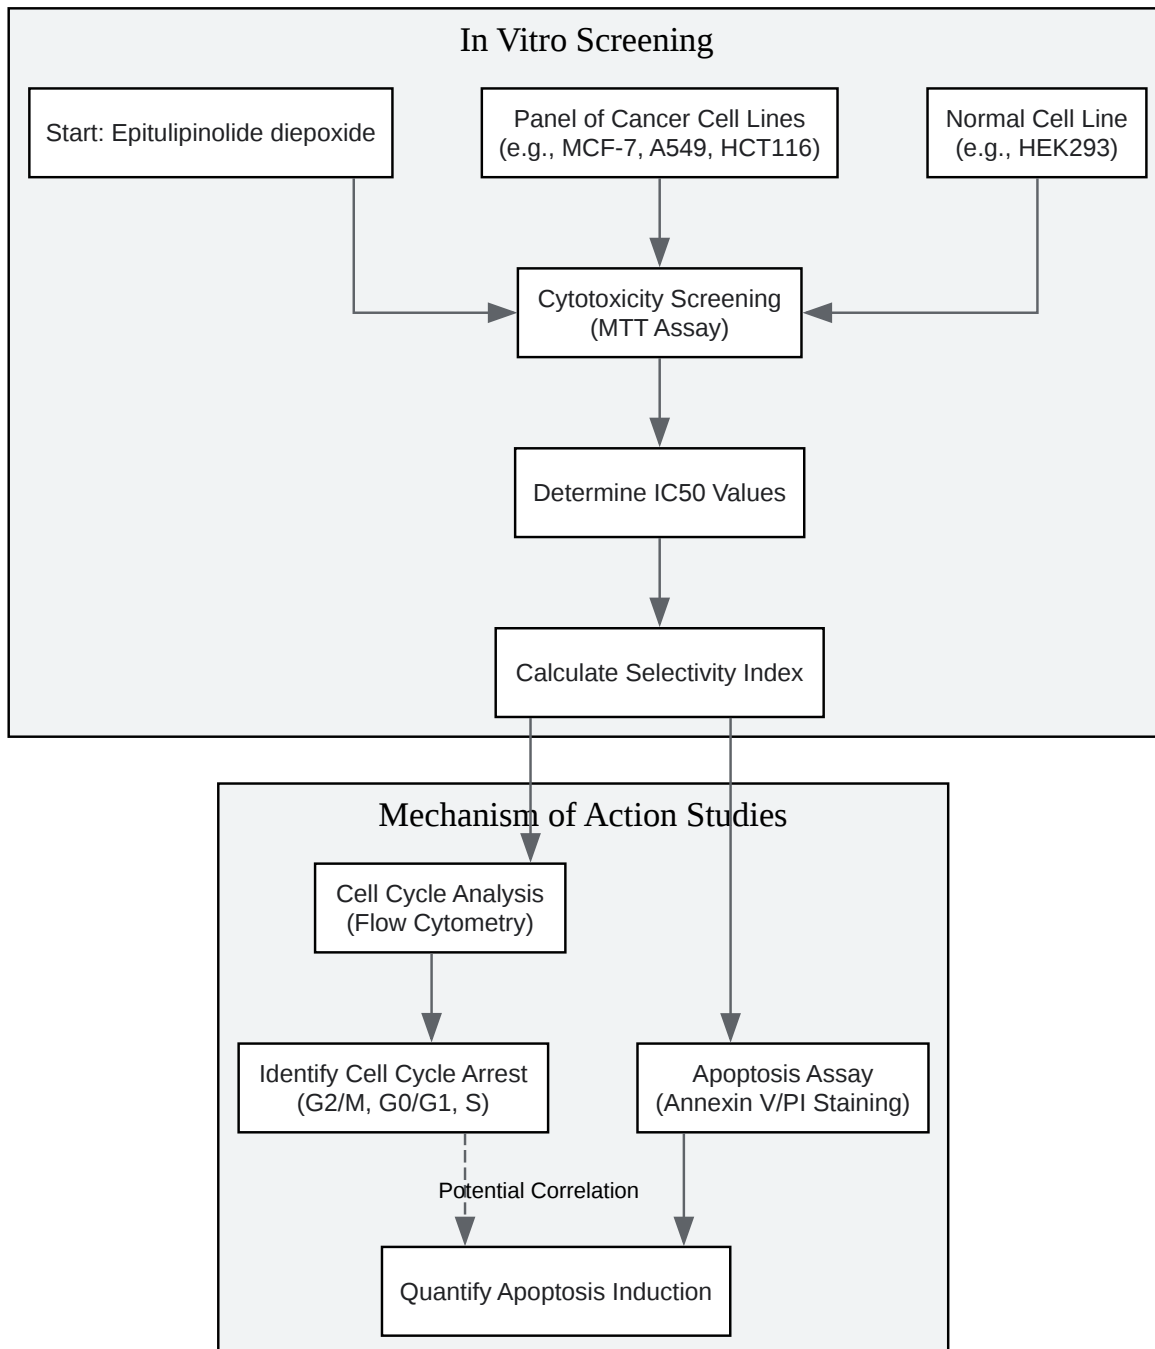 In Vitro Screening
Start: Epitulipinolide diepoxide
Panel of Cancer Cell Lines
(e.g., MCF-7, A549, HCT116)
Normal Cell Line
(e.g., HEK293)
Cytotoxicity Screening
(MTT Assay)
Determine IC50 Values
Calculate Selectivity Index
Mechanism of Action Studies
Cell Cycle Analysis
(Flow Cytometry)
Identify Cell Cycle Arrest
(G2/M, G0/G1, S)
Apoptosis Assay
(Annexin V/PI Staining)
Potential Correlation
Quantify Apoptosis Induction